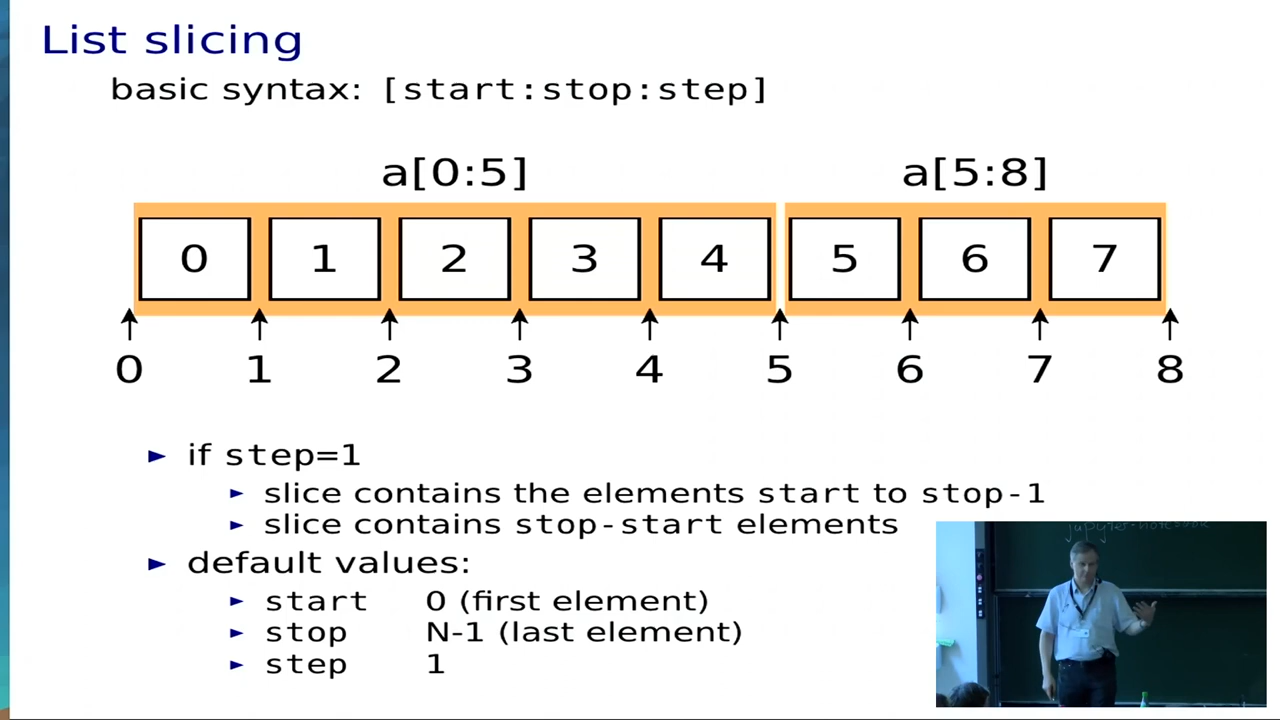 List slicing
basic syntax: [start:stop:step]
a[0:5] a[5:8]
0 1 2 3 4 5 6 7
0 1 2 3 4 5 6 7 8
► if step=1
► slice contains the elements start to stop-1
► slice contains stop-start elements
► default values:
► start 0 (first element)
► stop N-1 (last element)
► step 1
jupyter-notebook